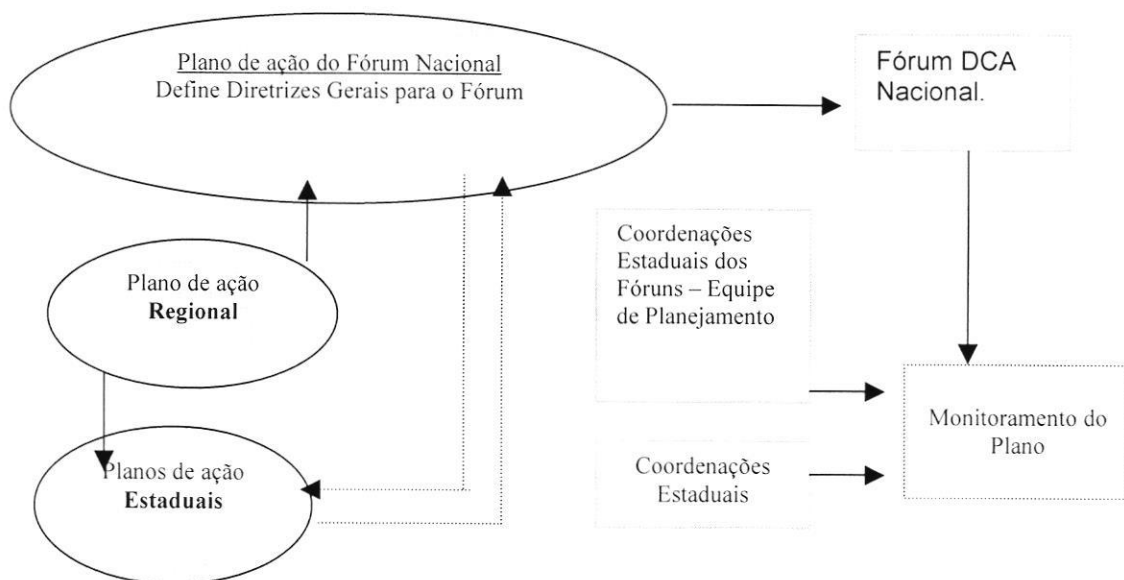 Plano de ação do Fórum Nacional
Define Diretrizes Gerais para o Fórum
Fórum DCA
Nacional.
Coordenações
Estaduais dos
Fóruns – Equipe
de Planejamento
Plano de ação
Regional
Monitoramento do
Plano
Planos de ação
Estaduais
Coordenações
Estaduais